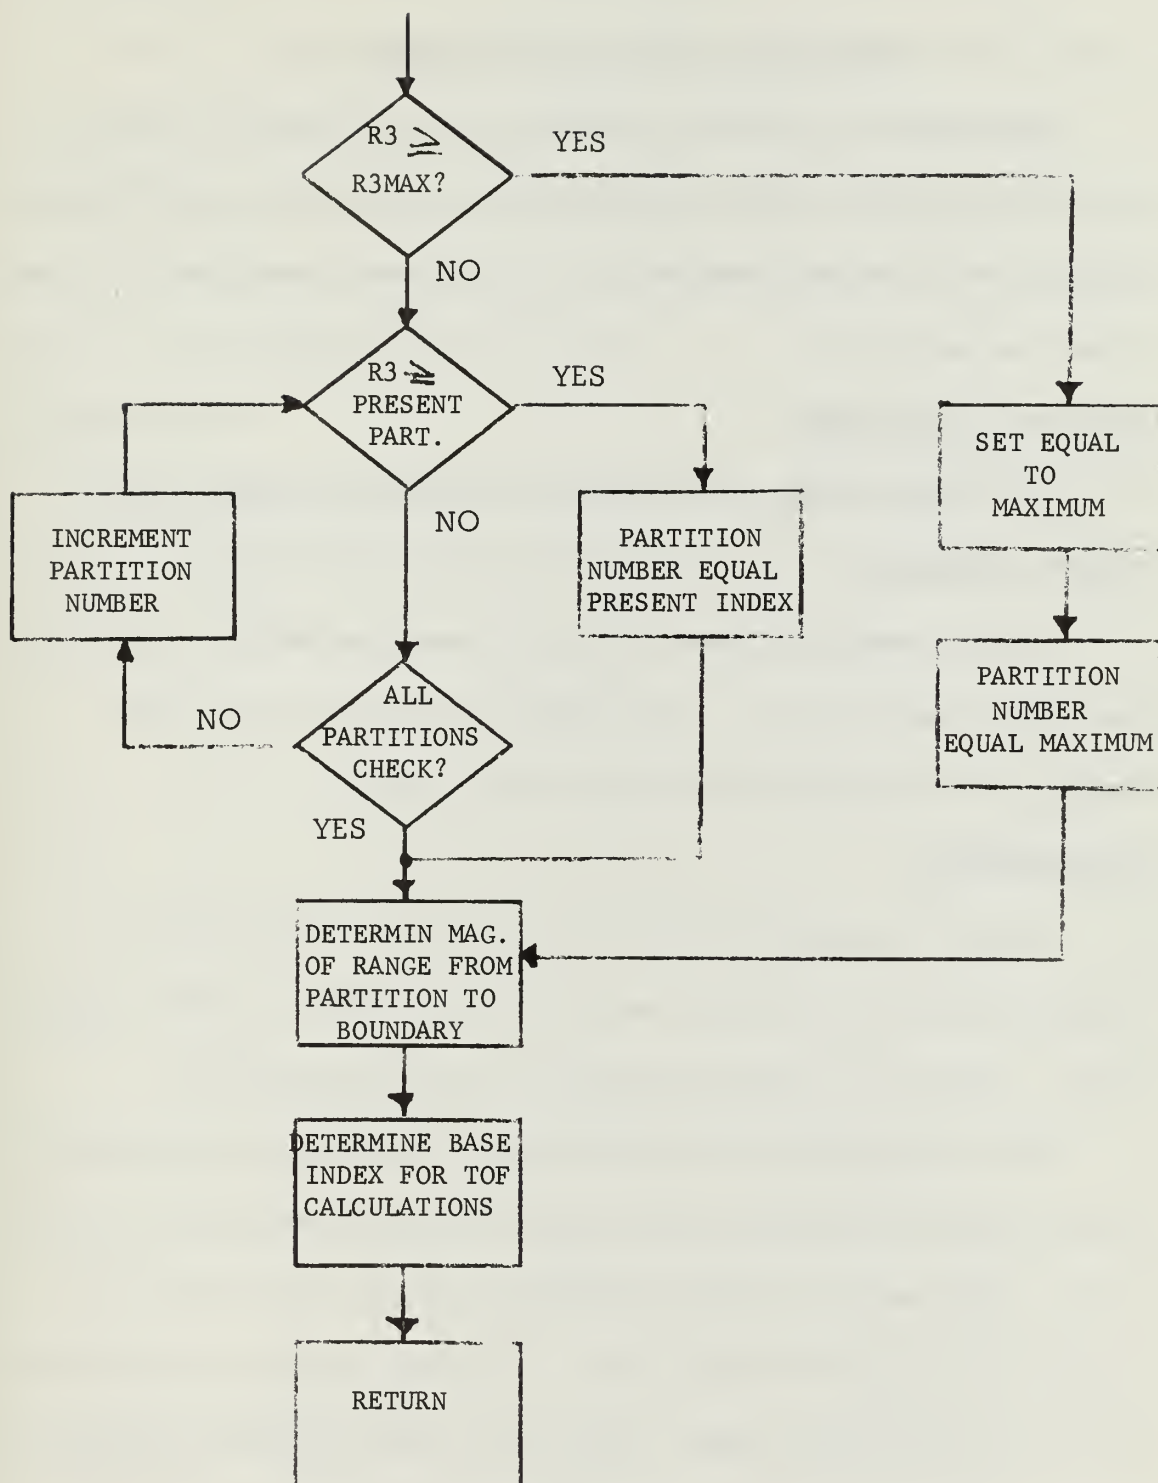 R3 ≥
R3MAX?
YES
NO
R3 ≥
PRESENT
PART.
YES
NO
INCREMENT
PARTITION
NUMBER
PARTITION
NUMBER EQUAL
PRESENT INDEX
SET EQUAL
TO
MAXIMUM
PARTITION
NUMBER
EQUAL MAXIMUM
ALL
PARTITIONS
CHECK?
NO
YES
DETERMIN MAG.
OF RANGE FROM
PARTITION TO
BOUNDARY
DETERMINE BASE
INDEX FOR TOF
CALCULATIONS
RETURN